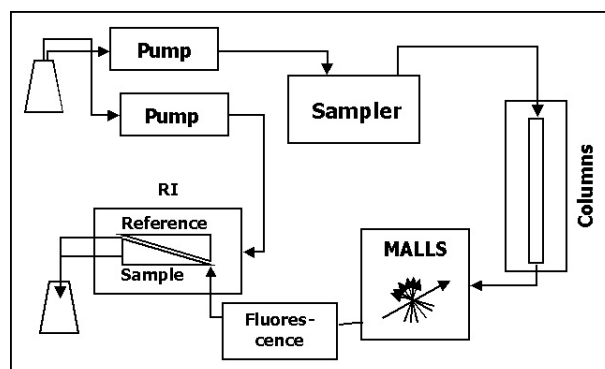 Pump
Pump
Sampler
Columns
RI
Reference
Sample
MALLS
Fluores-
cence